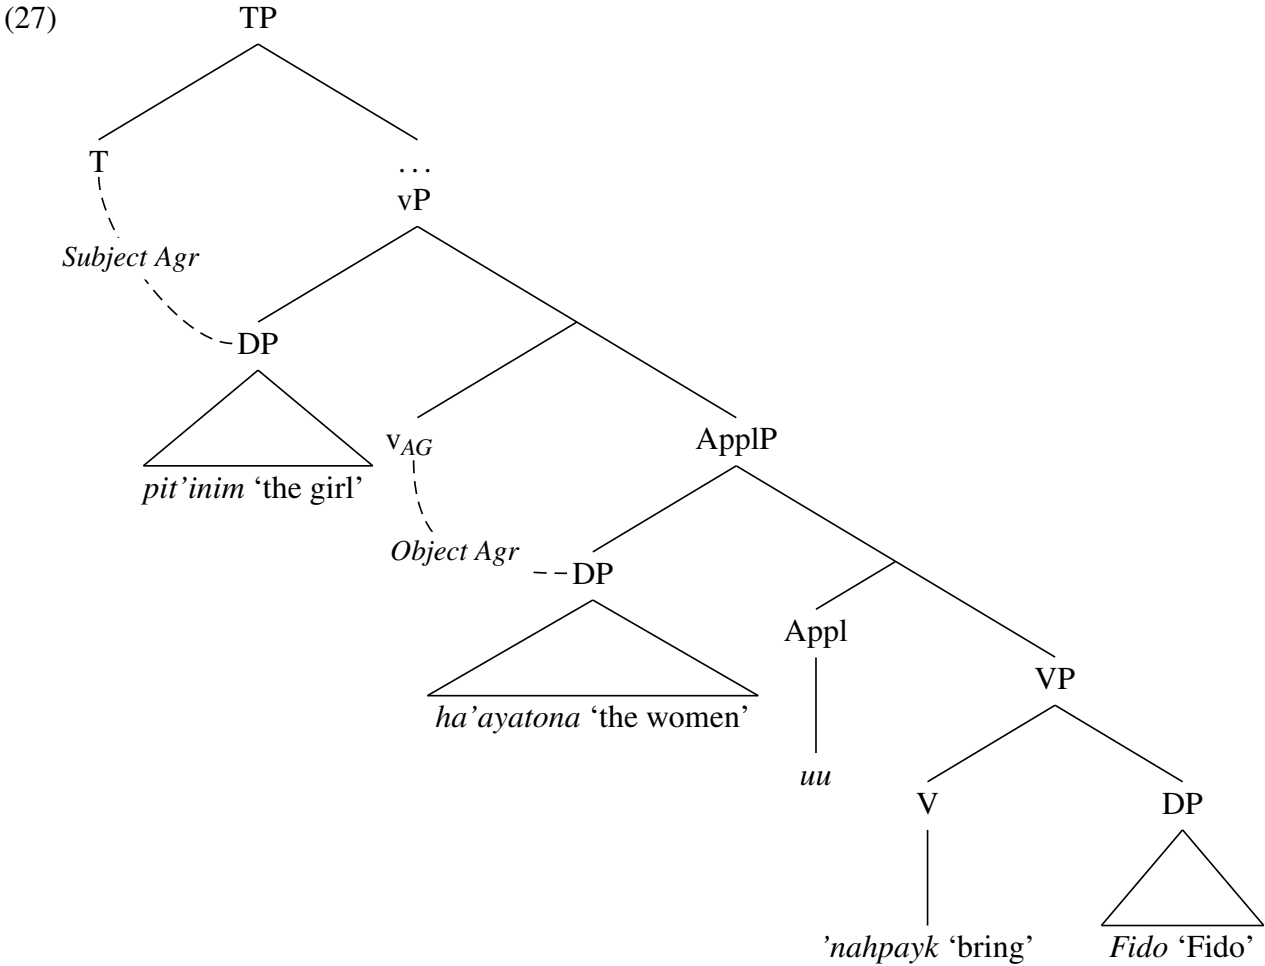 (27) TP
T ...
vP
Subject Agr
DP
v_AG ApplP
pit'inim ‘the girl’
Object Agr DP
Appl
VP
ha'ayatona ‘the women’
uu
V DP
'nahpayk ‘bring’ Fido ‘Fido’